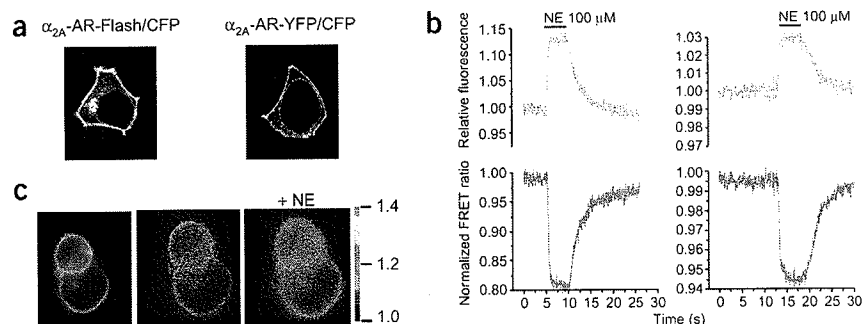 a
α2A-AR-Flash/CFP α2A-AR-YFP/CFP
b
NE 100 μM NE 100 μM
Relative fluorescence
1.15
1.10
1.05
1.00
0.95
1.03
1.02
1.01
1.00
0.99
0.98
0.97
Normalized FRET ratio
1.00
0.95
0.90
0.85
0.80
1.00
0.99
0.98
0.97
0.96
0.95
0.94
0 5 10 15 20 25 30
0 5 10 15 20 25 30
Time (s)
c
+ NE
1.4
1.2
1.0